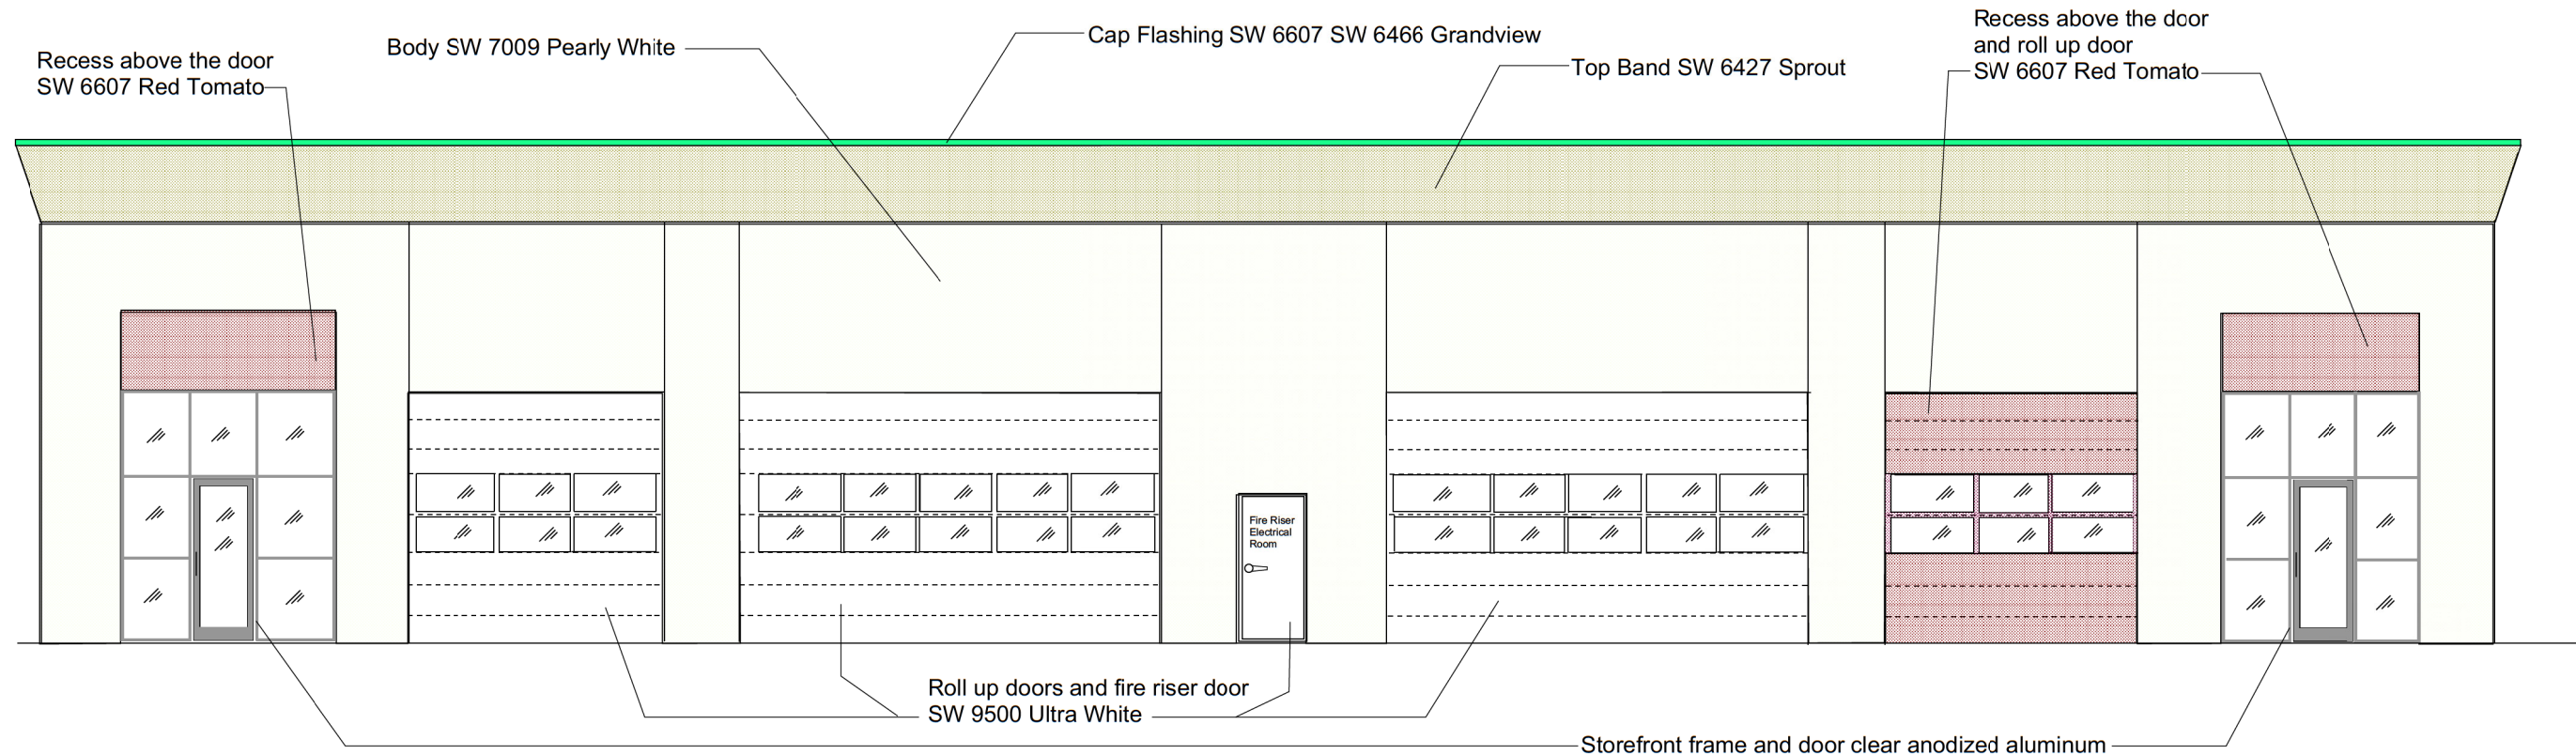 Recess above the door
SW 6607 Red Tomato
Body SW 7009 Pearly White
Cap Flashing SW 6607 SW 6466 Grandview
Top Band SW 6427 Sprout
Recess above the door
and roll up door
SW 6607 Red Tomato
Fire Riser
Electrical
Room
Roll up doors and fire riser door
SW 9500 Ultra White
Storefront frame and door clear anodized aluminum